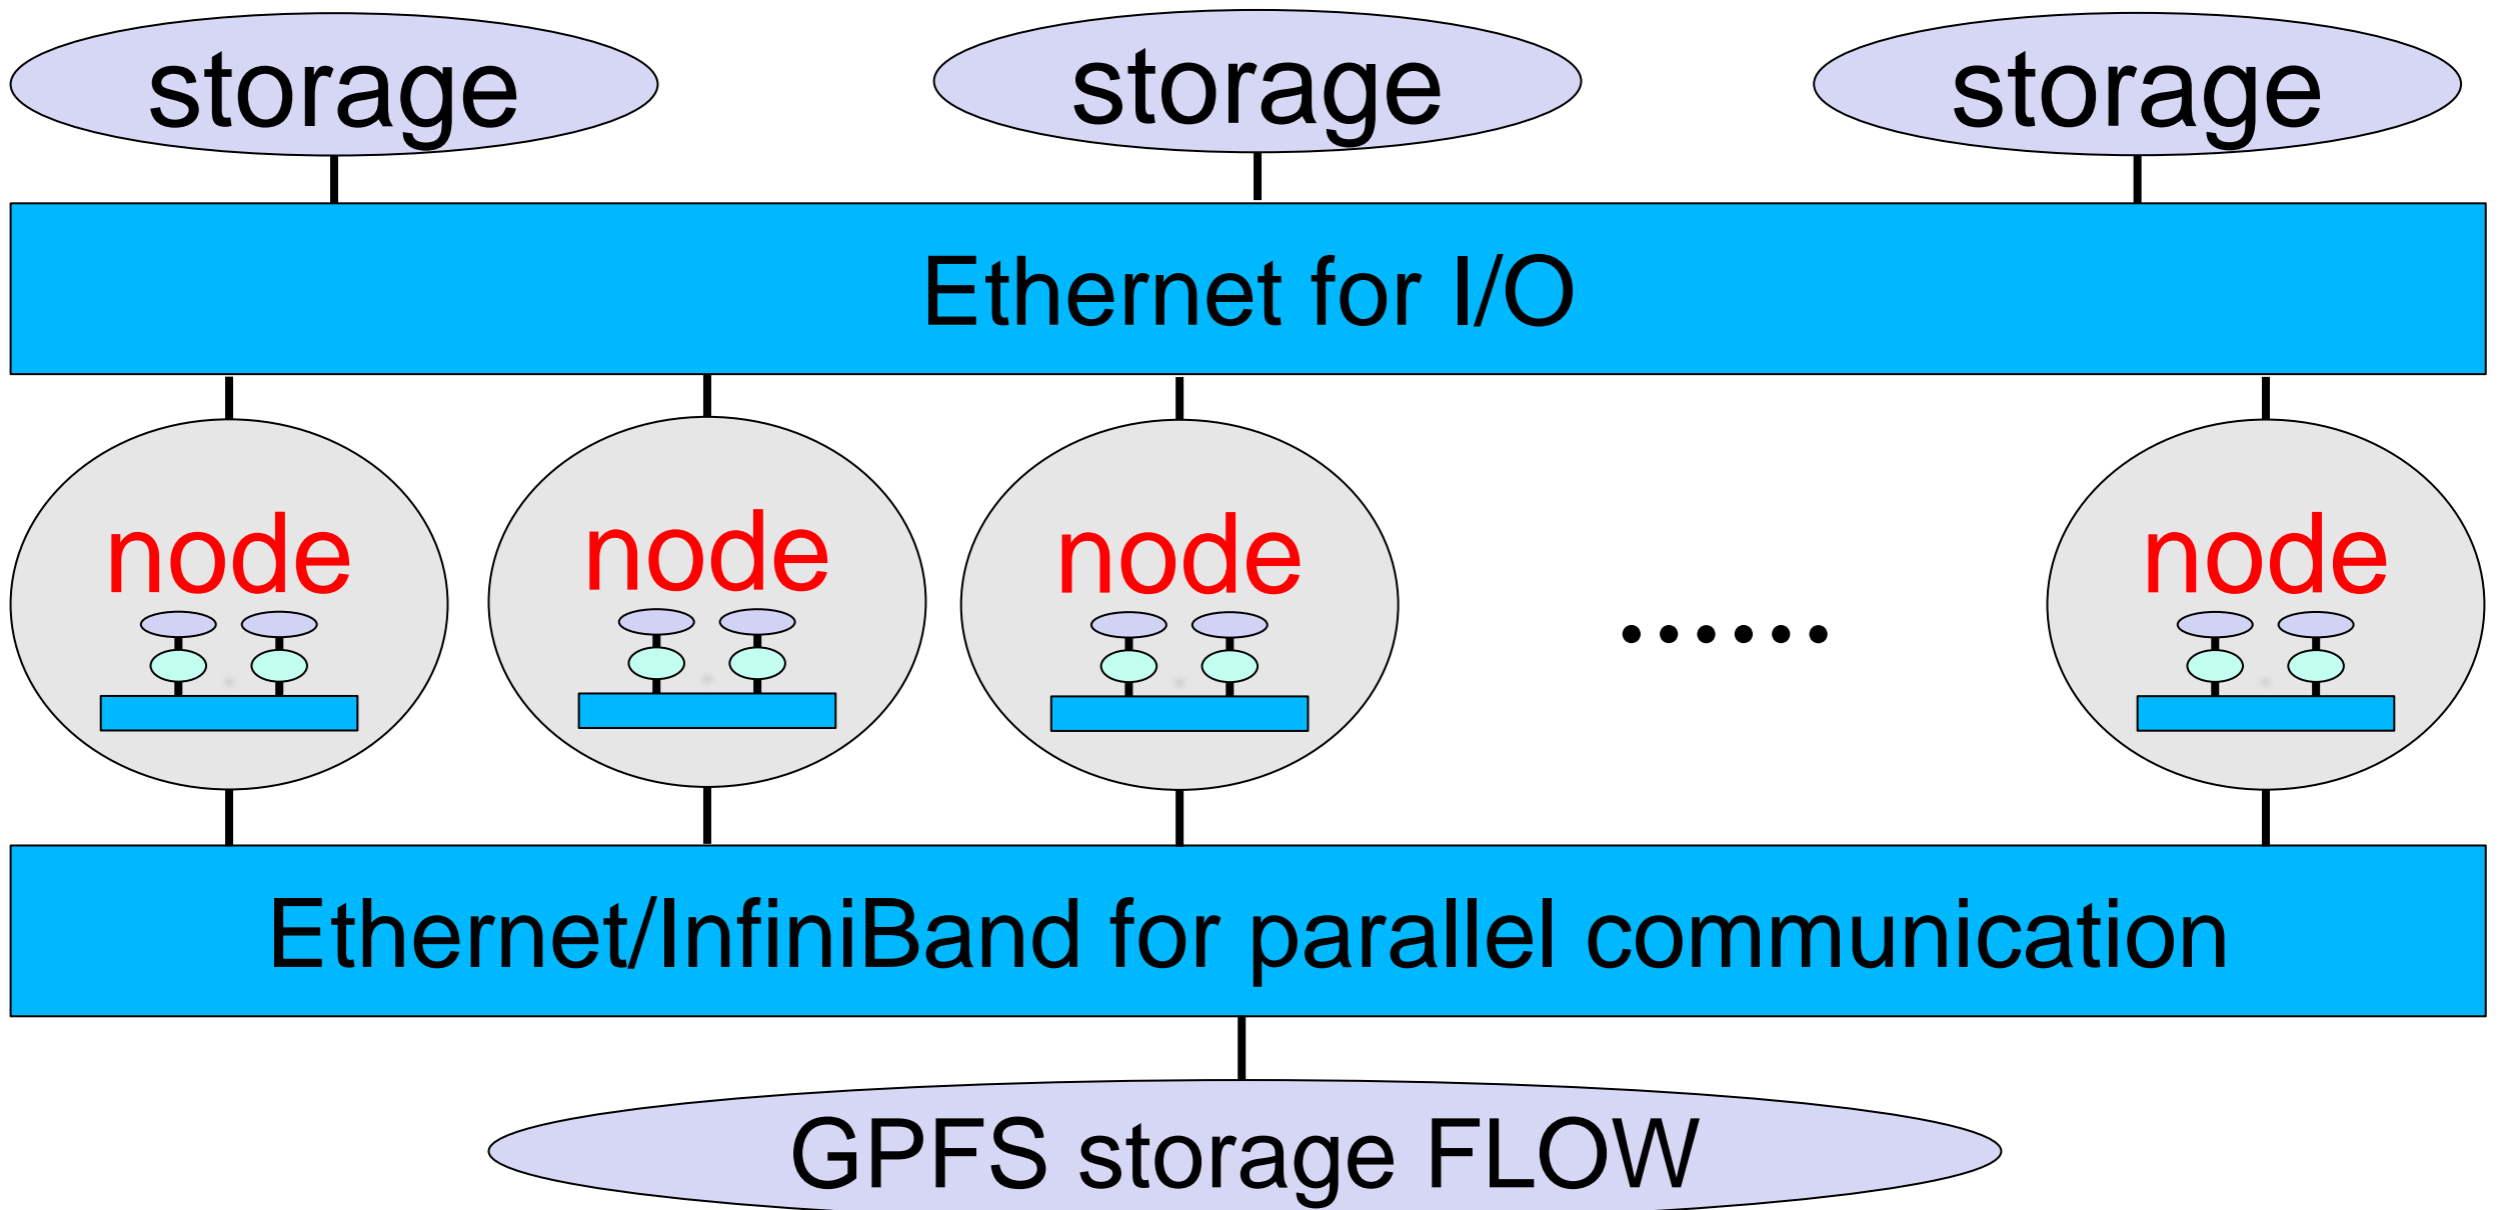 storage
storage
storage
Ethernet for I/O
node
node
node
.......
node
Ethernet/InfiniBand for parallel communication
GPFS storage FLOW